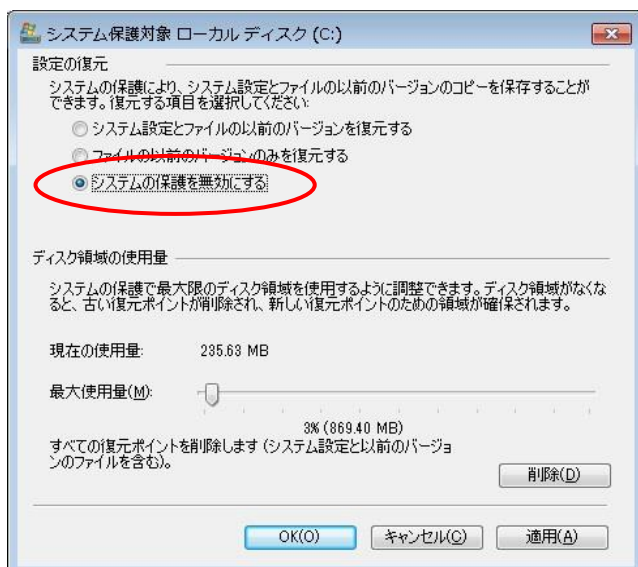 システム保護対象 ローカル ディスク (C:)
設定の復元
システムの保護により、システム設定とファイルの以前のバージョンのコピーを保存することが
できます。復元する項目を選択してください:
システム設定とファイルの以前のバージョンを復元する
ファイルの以前のバージョンのみを復元する
システムの保護を無効にする
ディスク領域の使用量
システムの保護で最大限のディスク領域を使用するように調整できます。ディスク領域がなくな
ると、古い復元ポイントが削除され、新しい復元ポイントのための領域が確保されます。
現在の使用量: 235.63 MB
最大使用量(M):
3% (869.40 MB)
すべての復元ポイントを削除します (システム設定と以前のバージョ
ンのファイルを含む)。
削除(D)
OK(O) キャンセル(C) 適用(A)